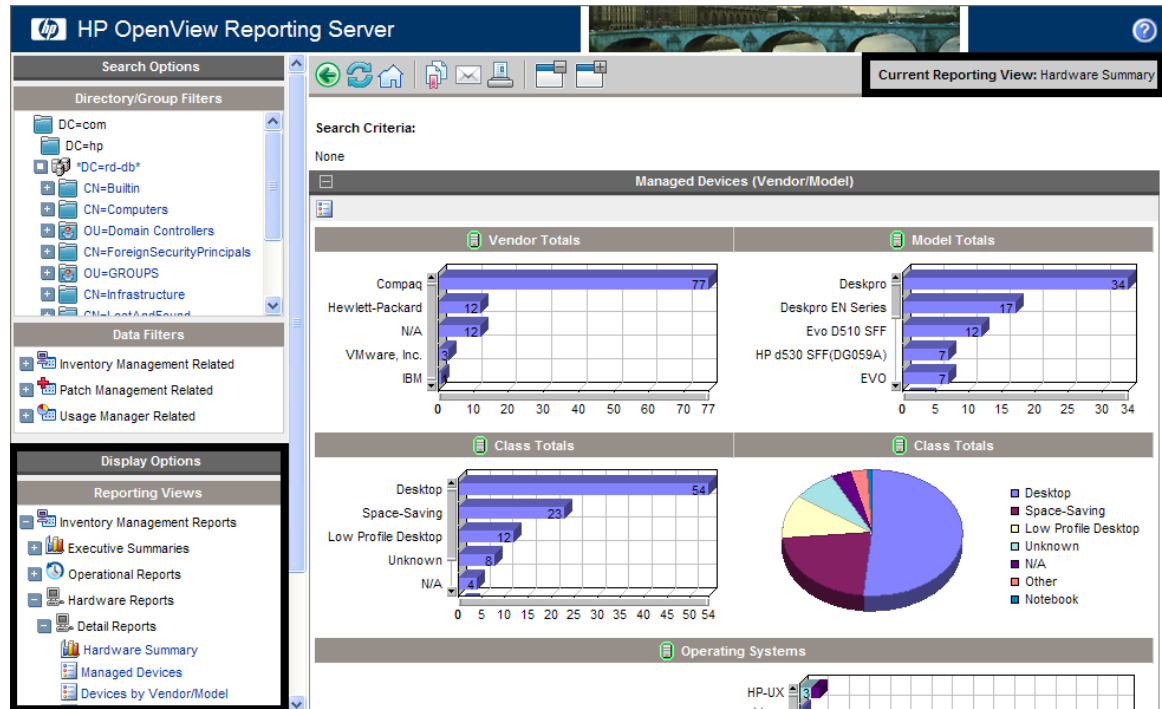 hp HP OpenView Reporting Server
?
Search Options
Directory/Group Filters
DC=com
DC=hp
*DC=rd-db*
CN=Builtin
CN=Computers
OU=Domain Controllers
CN=ForeignSecurityPrincipals
OU=GROUPS
CN=Infrastructure
CN=LostAndFound
Data Filters
Inventory Management Related
Patch Management Related
Usage Manager Related
Display Options
Reporting Views
Inventory Management Reports
Executive Summaries
Operational Reports
Hardware Reports
Detail Reports
Hardware Summary
Managed Devices
Devices by Vendor/Model
Current Reporting View: Hardware Summary
Search Criteria:
None
Managed Devices (Vendor/Model)
Vendor Totals
Compaq 77
Hewlett-Packard 12
N/A 12
VMware, Inc. 3
IBM
0 10 20 30 40 50 60 70 77
Model Totals
Deskpro 34
Deskpro EN Series 17
Evo D510 SFF 12
HP d530 SFF(DG059A) 7
EVO 7
0 5 10 15 20 25 30 34
Class Totals
Desktop 54
Space-Saving 23
Low Profile Desktop 12
Unknown 8
N/A 4
0 5 10 15 20 25 30 35 40 45 50 54
Class Totals
Desktop
Space-Saving
Low Profile Desktop
Unknown
N/A
Other
Notebook
Operating Systems
HP-UX 3